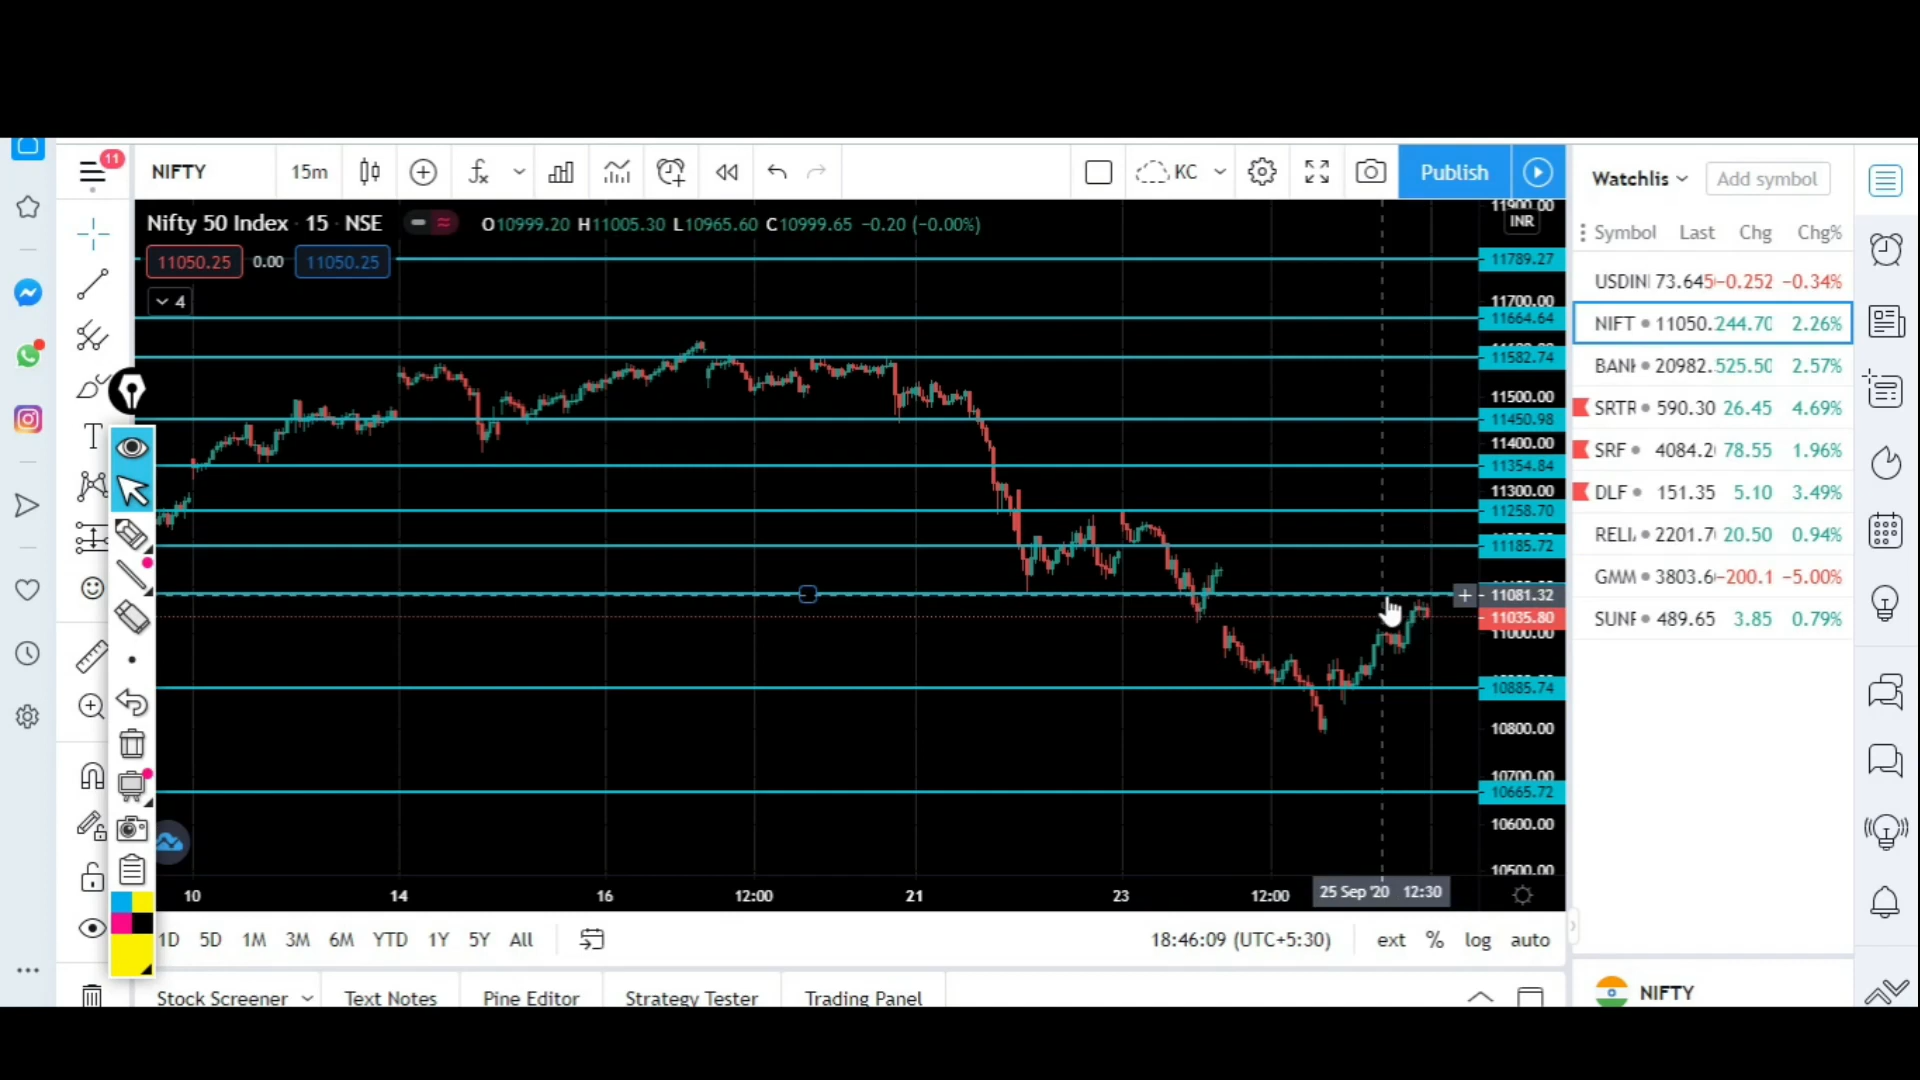 11
NIFTY
15m
KC
Publish
Nifty 50 Index · 15 · NSE
O10999.20 H11005.30 L10965.60 C10999.65 −0.20 (−0.00%)
11050.25
0.00
11050.25
4
11900.00
INR
11789.27
11700.00
11664.64
11582.74
11500.00
11450.98
11400.00
11354.84
11300.00
11258.70
11185.72
11081.32
11035.80
11000.00
10885.74
10800.00
10700.00
10665.72
10600.00
10500.00
10
14
16
12:00
21
23
12:00
25 Sep '20 12:30
1D 5D 1M 3M 6M YTD 1Y 5Y All
18:46:09 (UTC+5:30)
ext % log auto
Stock Screener
Text Notes
Pine Editor
Strategy Tester
Trading Panel
Watchlis
Add symbol
Symbol Last Chg Chg%
USDIN 73.645 −0.252 −0.34%
NIFT 11050. 244.70 2.26%
BANK 20982. 525.50 2.57%
SRTR 590.30 26.45 4.69%
SRF 4084.2 78.55 1.96%
DLF 151.35 5.10 3.49%
RELI 2201.7 20.50 0.94%
GMM 3803.6 −200.1 −5.00%
SUNF 489.65 3.85 0.79%
NIFTY